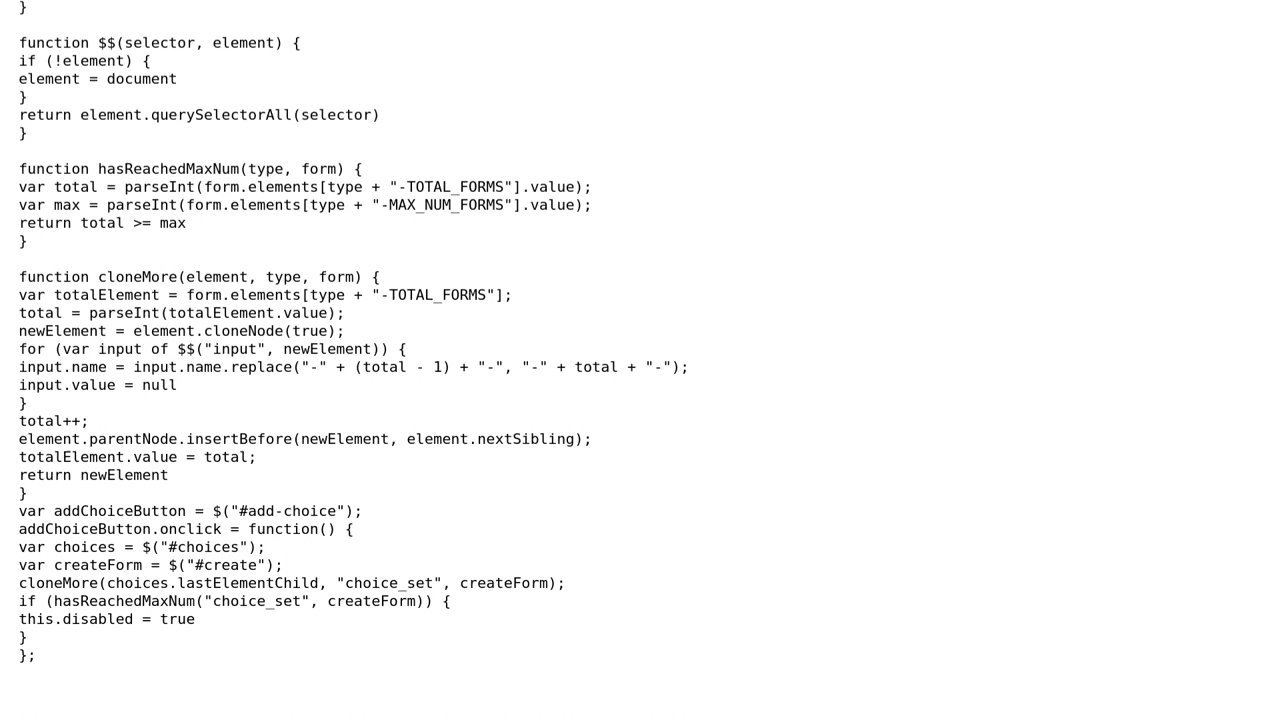 }

function $$(selector, element) {
if (!element) {
element = document
}
return element.querySelectorAll(selector)
}

function hasReachedMaxNum(type, form) {
var total = parseInt(form.elements[type + "-TOTAL_FORMS"].value);
var max = parseInt(form.elements[type + "-MAX_NUM_FORMS"].value);
return total >= max
}

function cloneMore(element, type, form) {
var totalElement = form.elements[type + "-TOTAL_FORMS"];
total = parseInt(totalElement.value);
newElement = element.cloneNode(true);
for (var input of $$("input", newElement)) {
input.name = input.name.replace("-" + (total - 1) + "-", "-" + total + "-");
input.value = null
}
total++;
element.parentNode.insertBefore(newElement, element.nextSibling);
totalElement.value = total;
return newElement
}
var addChoiceButton = $("#add-choice");
addChoiceButton.onclick = function() {
var choices = $("#choices");
var createForm = $("#create");
cloneMore(choices.lastElementChild, "choice_set", createForm);
if (hasReachedMaxNum("choice_set", createForm)) {
this.disabled = true
}
};